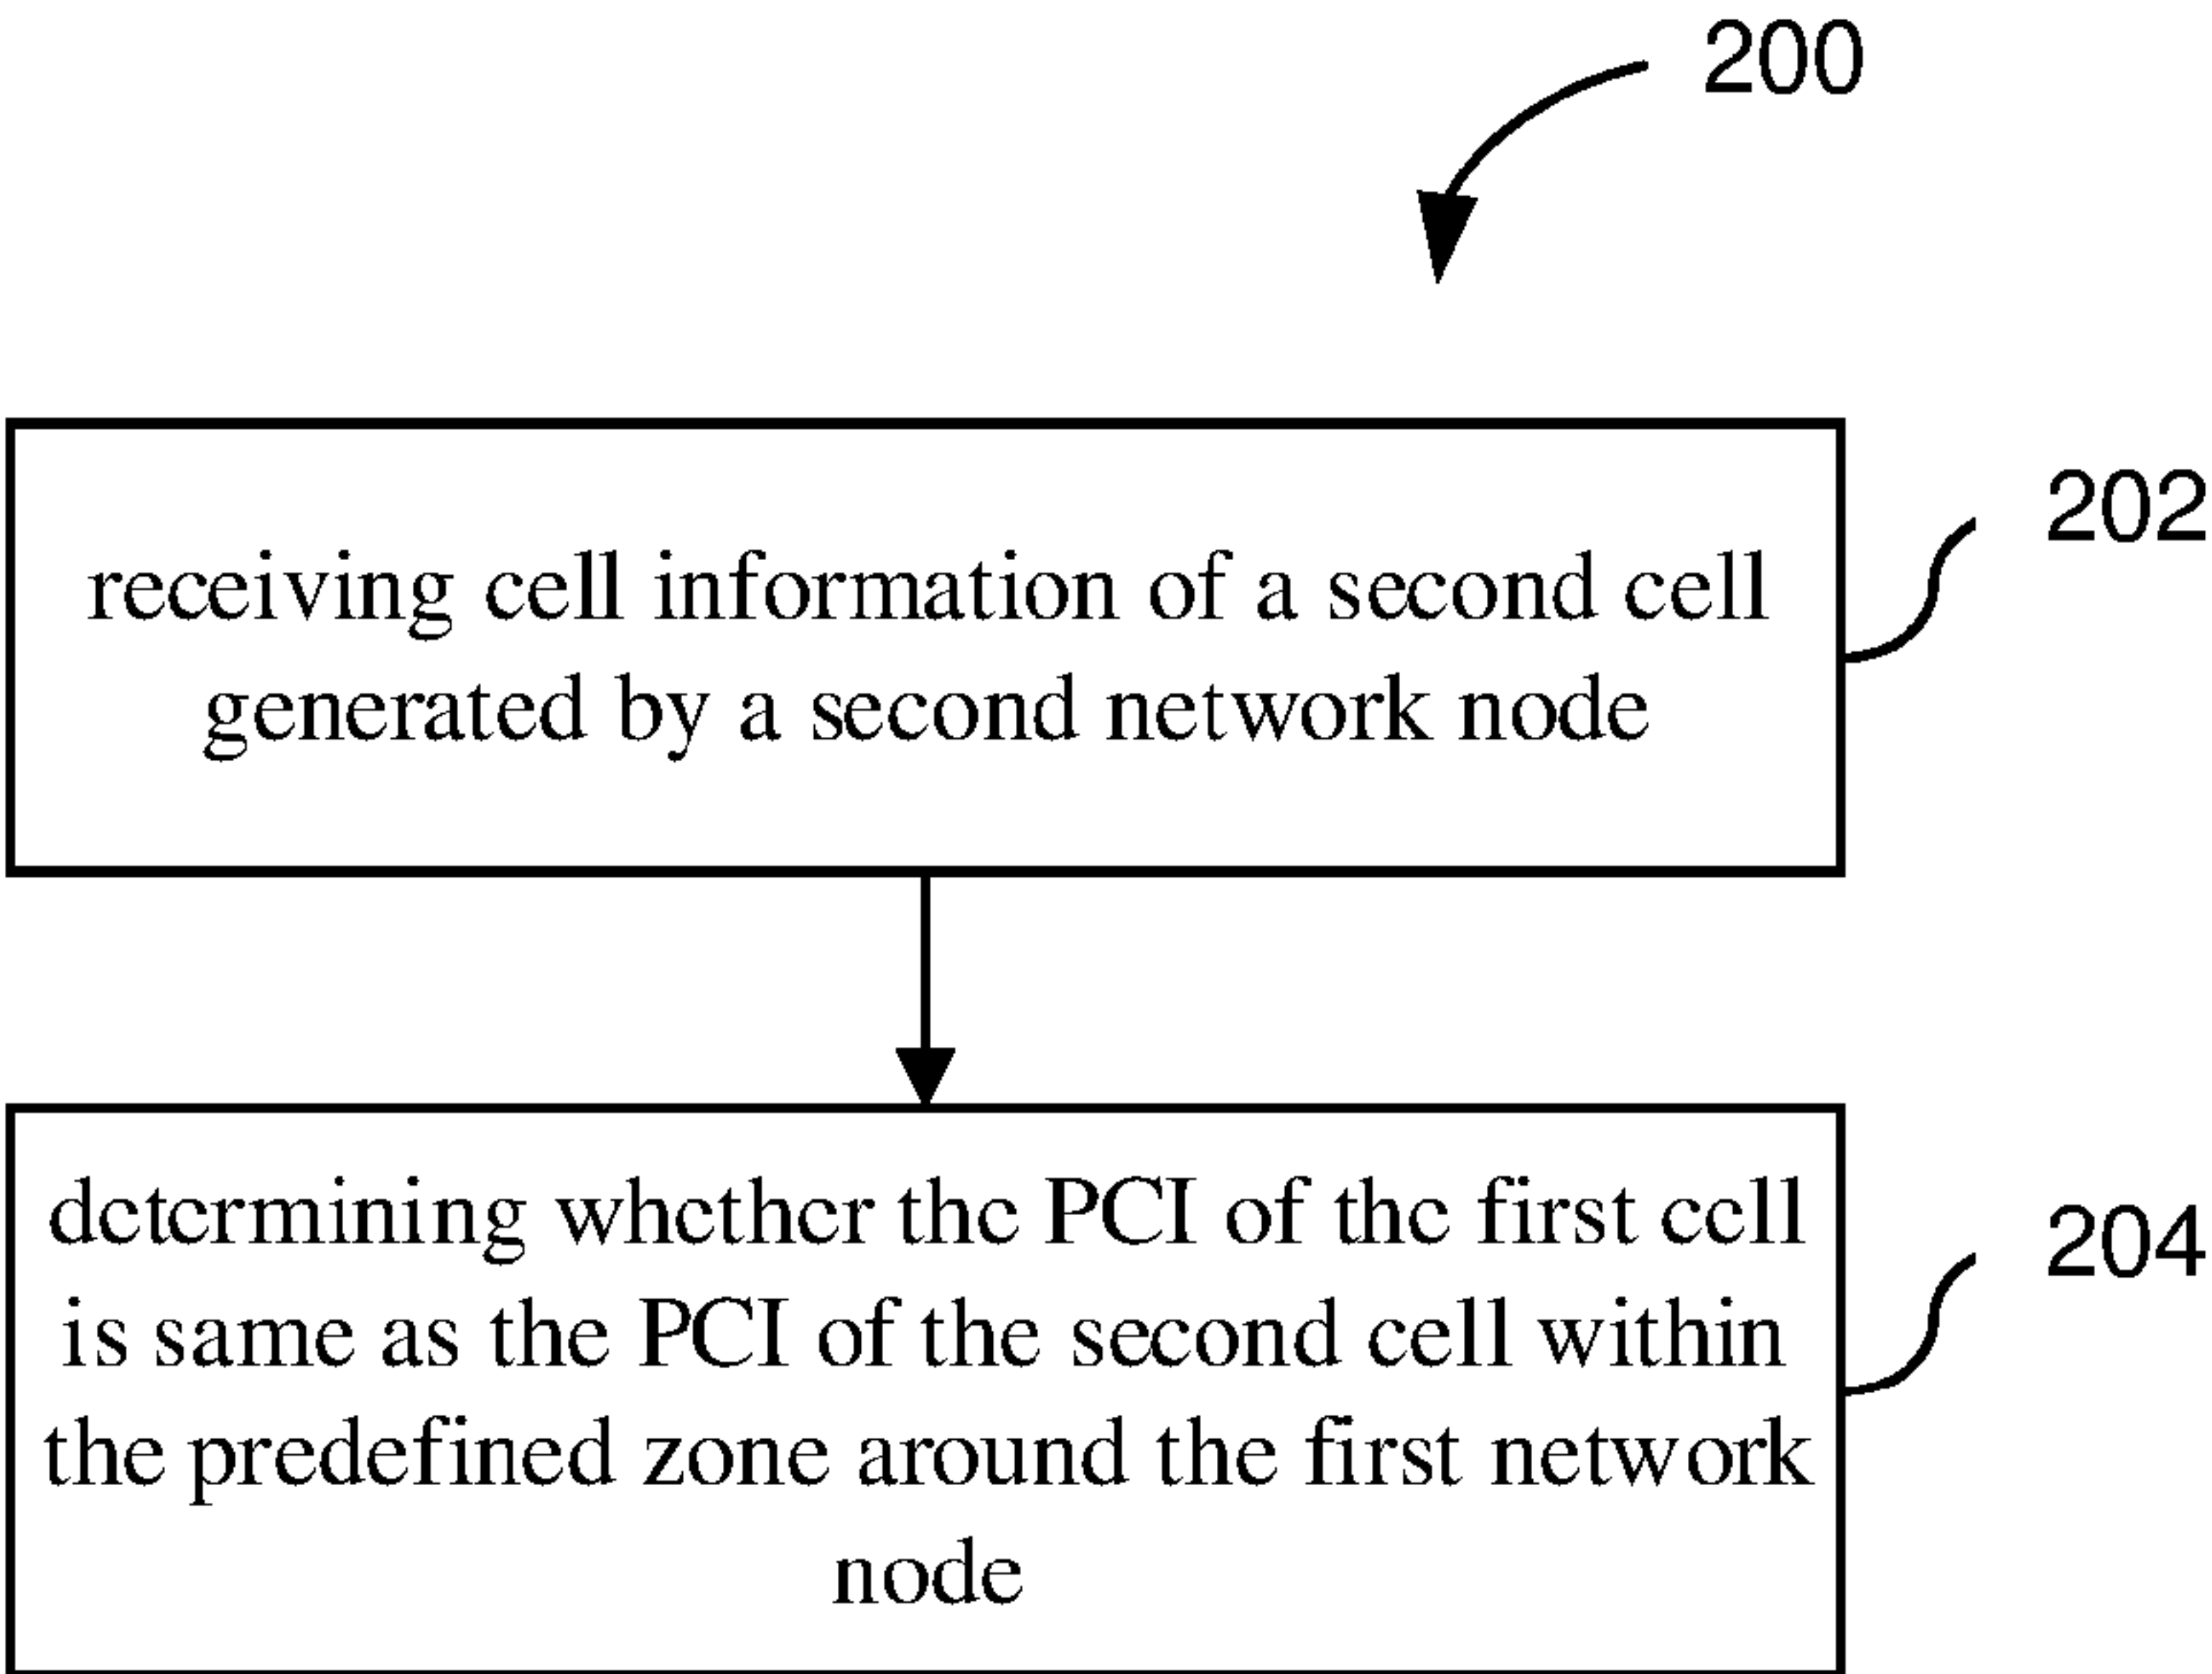 200
receiving cell information of a second cell
generated by a second network node
202
determining whether the PCI of the first cell
is same as the PCI of the second cell within
the predefined zone around the first network
node
204